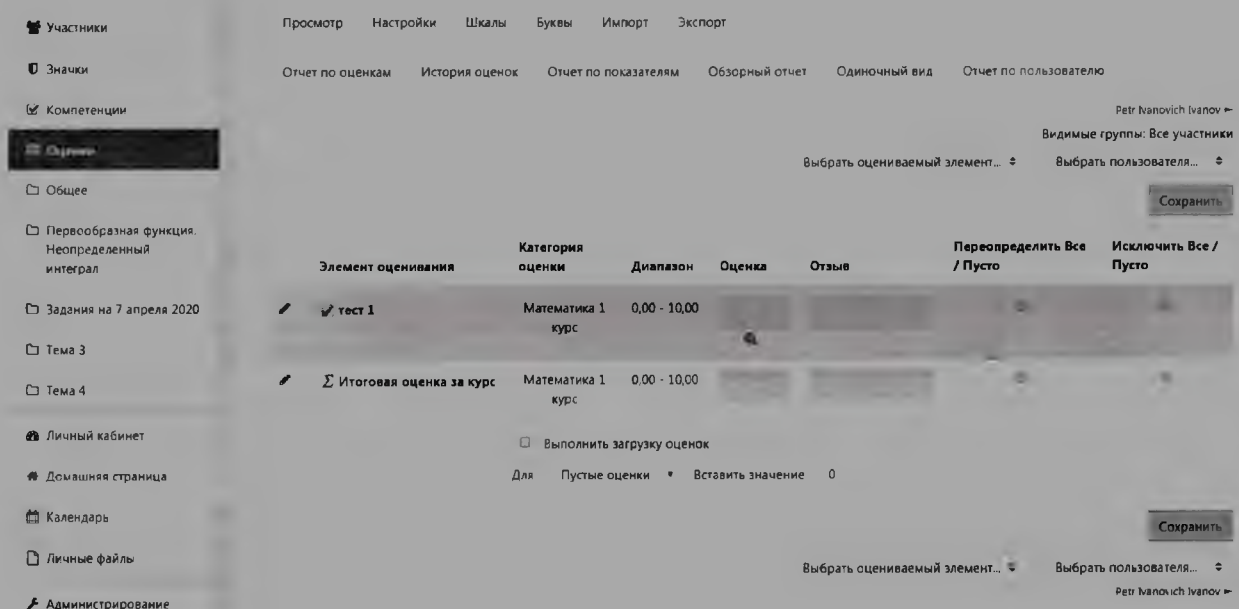 Участники
Значки
Компетенции
Оценки
Общее
Первообразная функция.
Неопределенный
интеграл
Задания на 7 апреля 2020
Тема 3
Тема 4
Личный кабинет
Домашняя страница
Календарь
Личные файлы
Администрирование
Просмотр Настройки Шкалы Буквы Импорт Экспорт
Отчет по оценкам История оценок Отчет по показателям Обзорный отчет Одиночный вид Отчет по пользователю
Petr Ivanovich Ivanov ►
Видимые группы: Все участники
Выбрать оцениваемый элемент... Выбрать пользователя...
Сохранить
Элемент оценивания Категория оценки Диапазон Оценка Отзыв Переопределить Все / Пусто Исключить Все / Пусто
тест 1 Математика 1 курс 0,00 - 10,00
∑ Итоговая оценка за курс Математика 1 курс 0,00 - 10,00
Выполнить загрузку оценок
Для Пустые оценки Вставить значение 0
Сохранить
Выбрать оцениваемый элемент... Выбрать пользователя...
Petr Ivanovich Ivanov ►